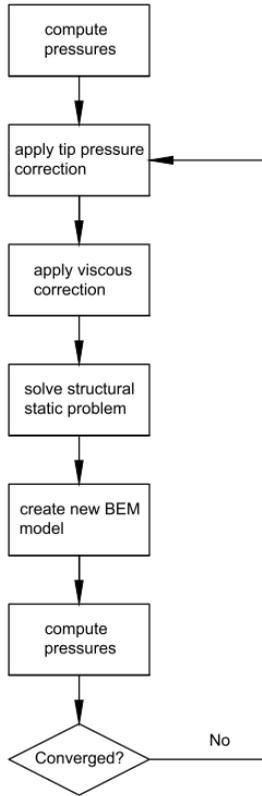 compute
pressures
apply tip pressure
correction
apply viscous
correction
solve structural
static problem
create new BEM
model
compute
pressures
Converged?
No